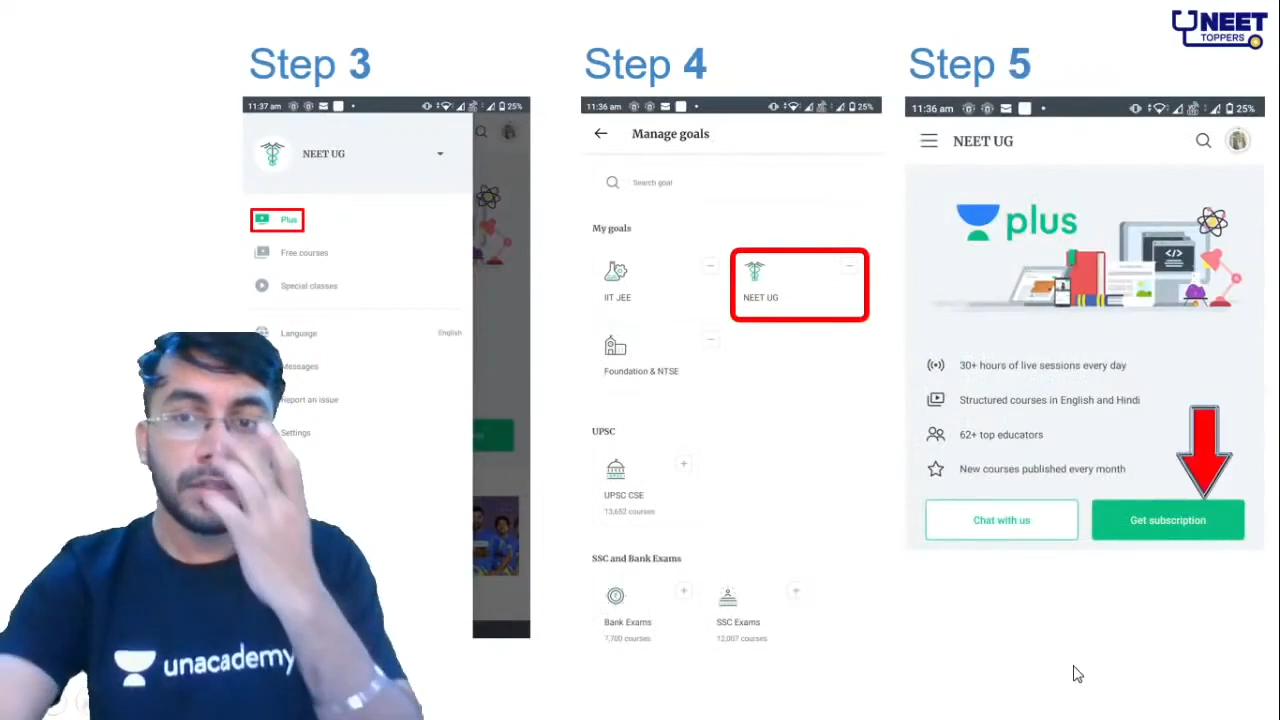 UNEET
TOPPERS
Step 3
11:37 am
25%
NEET UG
Plus
Free courses
Special classes
Language
English
Messages
Report an issue
Settings
unacademy
Step 4
11:36 am
25%
Manage goals
Search goal
My goals
IIT JEE
NEET UG
Foundation & NTSE
UPSC
UPSC CSE
13,652 courses
SSC and Bank Exams
Bank Exams
SSC Exams
7,700 courses
12,007 courses
Step 5
11:36 am
25%
NEET UG
plus
</>
30+ hours of live sessions every day
Structured courses in English and Hindi
62+ top educators
New courses published every month
Chat with us
Get subscription